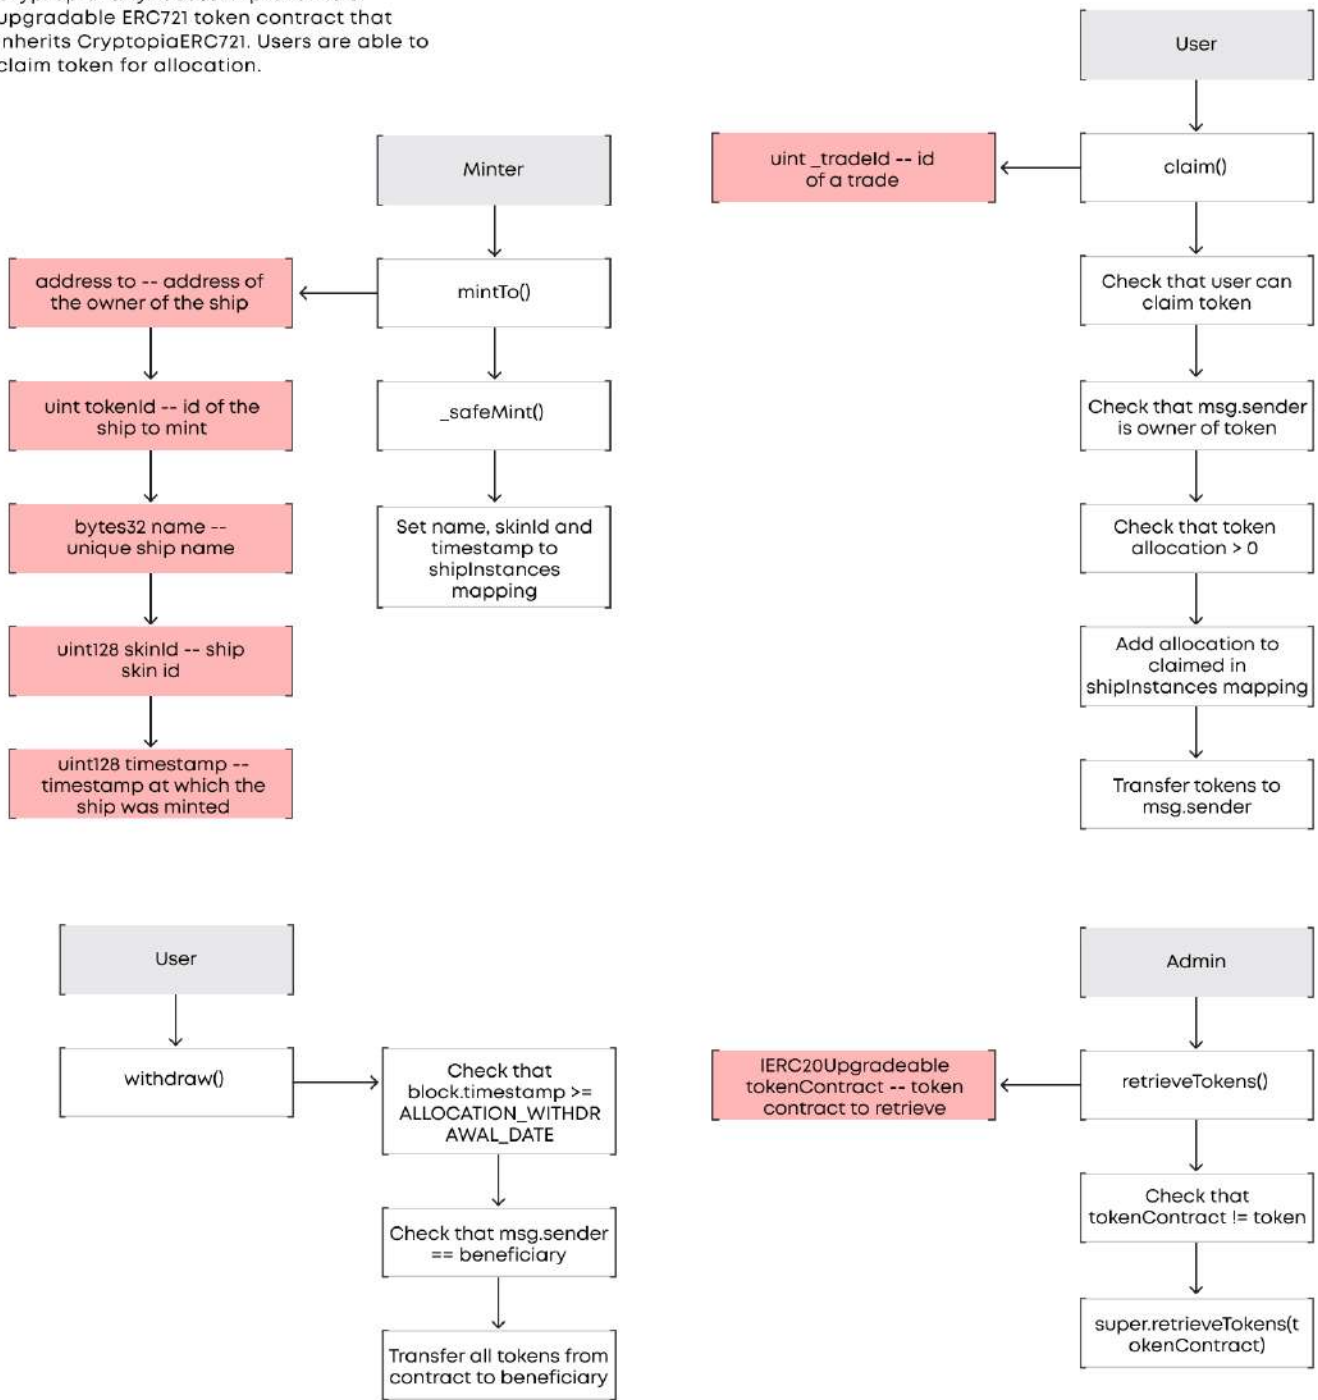 upgradable ERC721 token contract that
inherits CryptopiaERC721. Users are able to
claim token for allocation.
Minter
mintTo()
address to -- address of
the owner of the ship
uint tokenId -- id of the
ship to mint
bytes32 name --
unique ship name
uint128 skinId -- ship
skin id
uint128 timestamp --
timestamp at which the
ship was minted
_safeMint()
Set name, skinId and
timestamp to
shipInstances
mapping
User
claim()
uint _tradeId -- id
of a trade
Check that user can
claim token
Check that msg.sender
is owner of token
Check that token
allocation > 0
Add allocation to
claimed in
shipInstances mapping
Transfer tokens to
msg.sender
User
withdraw()
Check that
block.timestamp >=
ALLOCATION_WITHDR
AWAL_DATE
Check that msg.sender
== beneficiary
Transfer all tokens from
contract to beneficiary
Admin
retrieveTokens()
IERC20Upgradeable
tokenContract -- token
contract to retrieve
Check that
tokenContract != token
super.retrieveTokens(t
okenContract)